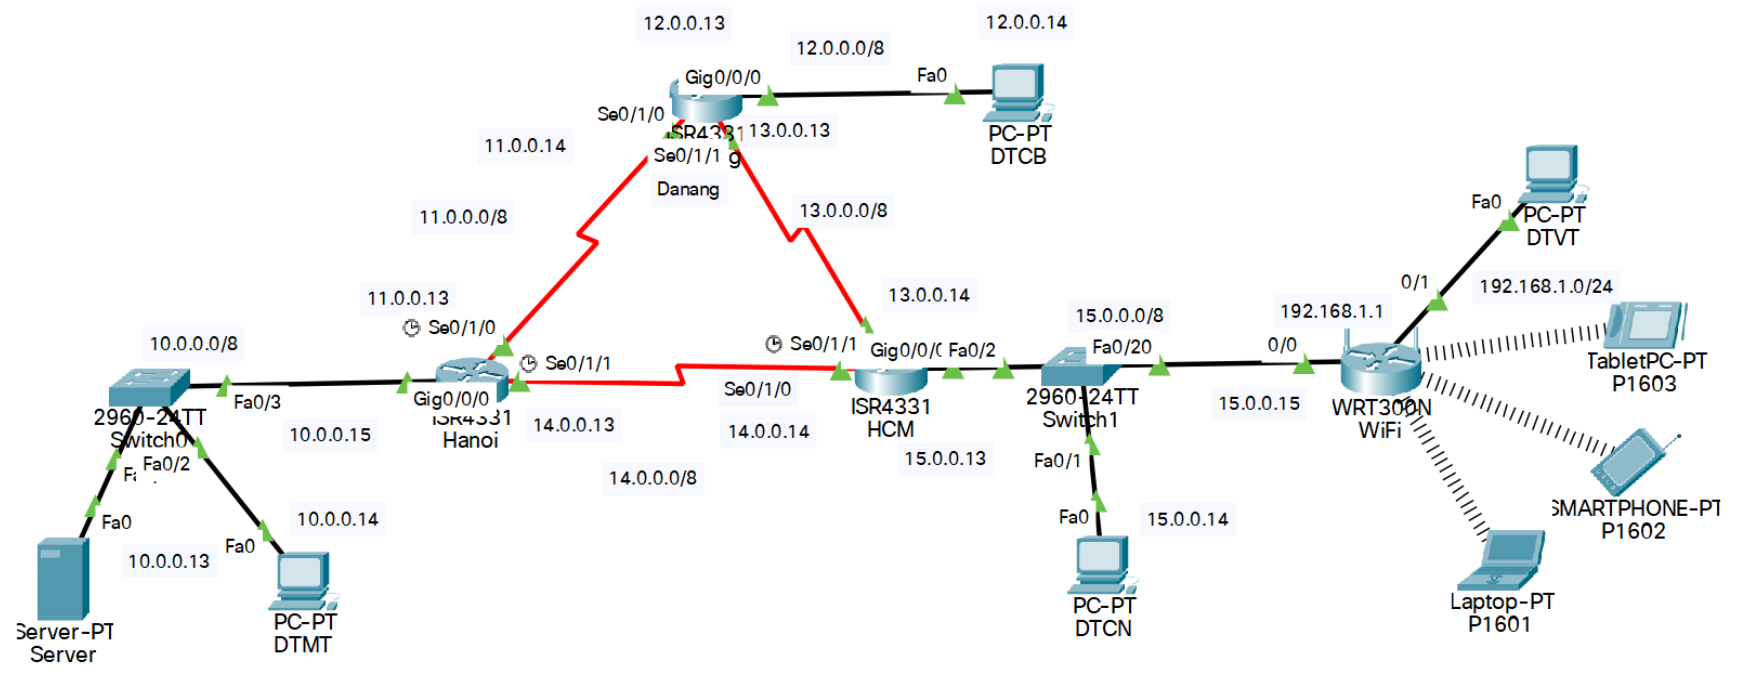 12.0.0.13
12.0.0.14
12.0.0.0/8
Gig0/0/0
Fa0
Se0/1/0
ISR4331
13.0.0.13
PC-PT
DTCB
11.0.0.14
Se0/1/1
Danang
11.0.0.0/8
13.0.0.0/8
Fa0
PC-PT
DTVT
11.0.0.13
Se0/1/0
13.0.0.14
0/1
192.168.1.0/24
10.0.0.0/8
Se0/1/1
Se0/1/1
15.0.0.0/8
192.168.1.1
Gig0/0/0
Fa0/2
Fa0/20
0/0
TabletPC-PT
P1603
Fa0/3
Gig0/0/0
Se0/1/0
2960-24TT
Switch0
ISR4331
Hanoi
ISR4331
HCM
2960-24TT
Switch1
15.0.0.15
WRT300N
WiFi
10.0.0.15
14.0.0.13
14.0.0.14
15.0.0.13
Fa0/2
Fa0/1
14.0.0.0/8
Fa0
10.0.0.14
Fa0
15.0.0.14
SMARTPHONE-PT
P1602
Fa0
10.0.0.13
Server-PT
Server
PC-PT
DTMT
PC-PT
DTCN
Laptop-PT
P1601